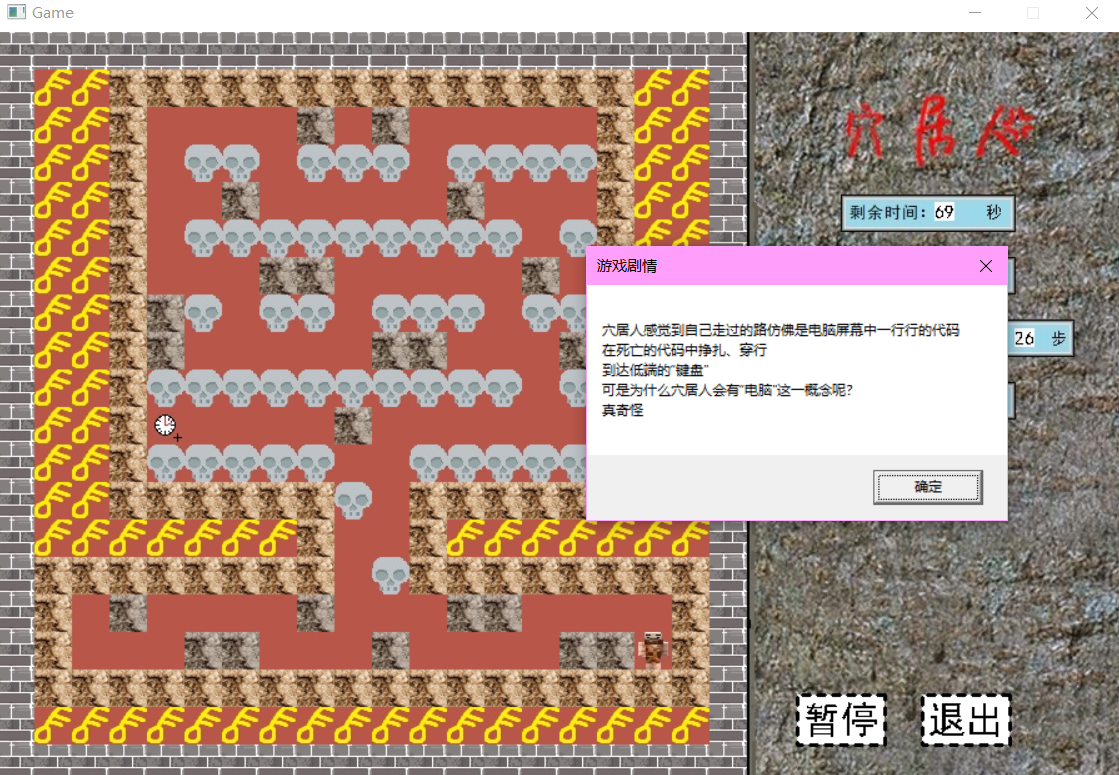 Game
穴居人
剩余时间: 69 秒
游戏剧情
穴居人感觉到自己走过的路仿佛是电脑屏幕中一行行的代码
在死亡的代码中挣扎、穿行
到达低端的"键盘"
可是为什么穴居人会有"电脑"这一概念呢?
真奇怪
26 步
确定
暂停
退出